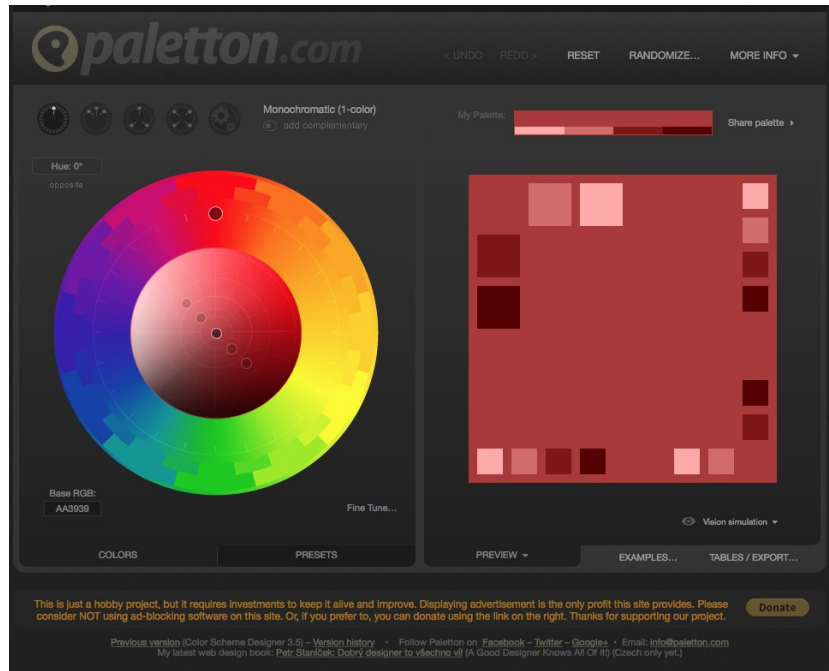 paletton.com
< UNDO REDO > RESET RANDOMIZE... MORE INFO
Monochromatic (1-color)
add complementary
My Palette:
Share palette
Hue: 0°
opposite
Base RGB:
AA3939
Fine Tune...
Vision simulation
COLORS PRESETS PREVIEW EXAMPLES... TABLES / EXPORT...
This is just a hobby project, but it requires investments to keep it alive and improve. Displaying advertisement is the only profit this site provides. Please
consider NOT using ad-blocking software on this site. Or, if you prefer to, you can donate using the link on the right. Thanks for supporting our project.
Donate
Previous version (Color Scheme Designer 3.5) – Version history • Follow Paletton on Facebook – Twitter – Google+ • Email: info@paletton.com
My latest web design book: Petr Staníček: Dobrý designer to všechno ví! (A Good Designer Knows All Of It!) (Czech only yet.)